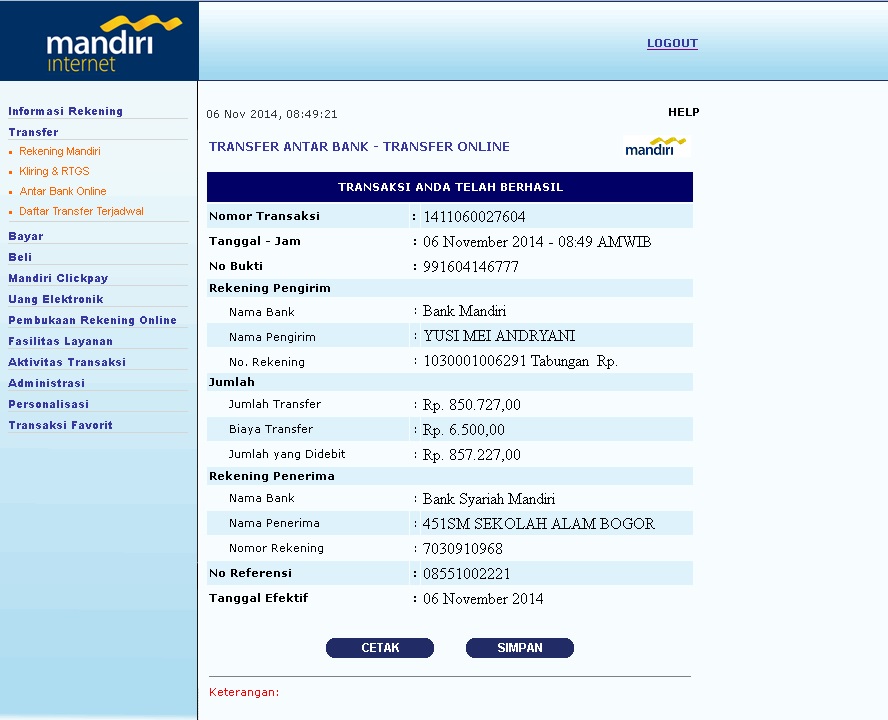 mandiri
internet
LOGOUT
Informasi Rekening
Transfer
Rekening Mandiri
Kliring & RTGS
Antar Bank Online
Daftar Transfer Terjadwal
Bayar
Beli
Mandiri Clickpay
Uang Elektronik
Pembukaan Rekening Online
Fasilitas Layanan
Aktivitas Transaksi
Administrasi
Personalisasi
Transaksi Favorit
06 Nov 2014, 08:49:21
HELP
TRANSFER ANTAR BANK - TRANSFER ONLINE
mandiri
TRANSAKSI ANDA TELAH BERHASIL
Nomor Transaksi : 1411060027604
Tanggal - Jam : 06 November 2014 - 08:49 AMWIB
No Bukti : 991604146777
Rekening Pengirim
Nama Bank : Bank Mandiri
Nama Pengirim : YUSI MEI ANDRYANI
No. Rekening : 1030001006291 Tabungan Rp.
Jumlah
Jumlah Transfer : Rp. 850.727,00
Biaya Transfer : Rp. 6.500,00
Jumlah yang Didebit : Rp. 857.227,00
Rekening Penerima
Nama Bank : Bank Syariah Mandiri
Nama Penerima : 451SM SEKOLAH ALAM BOGOR
Nomor Rekening : 7030910968
No Referensi : 08551002221
Tanggal Efektif : 06 November 2014
CETAK
SIMPAN
Keterangan: